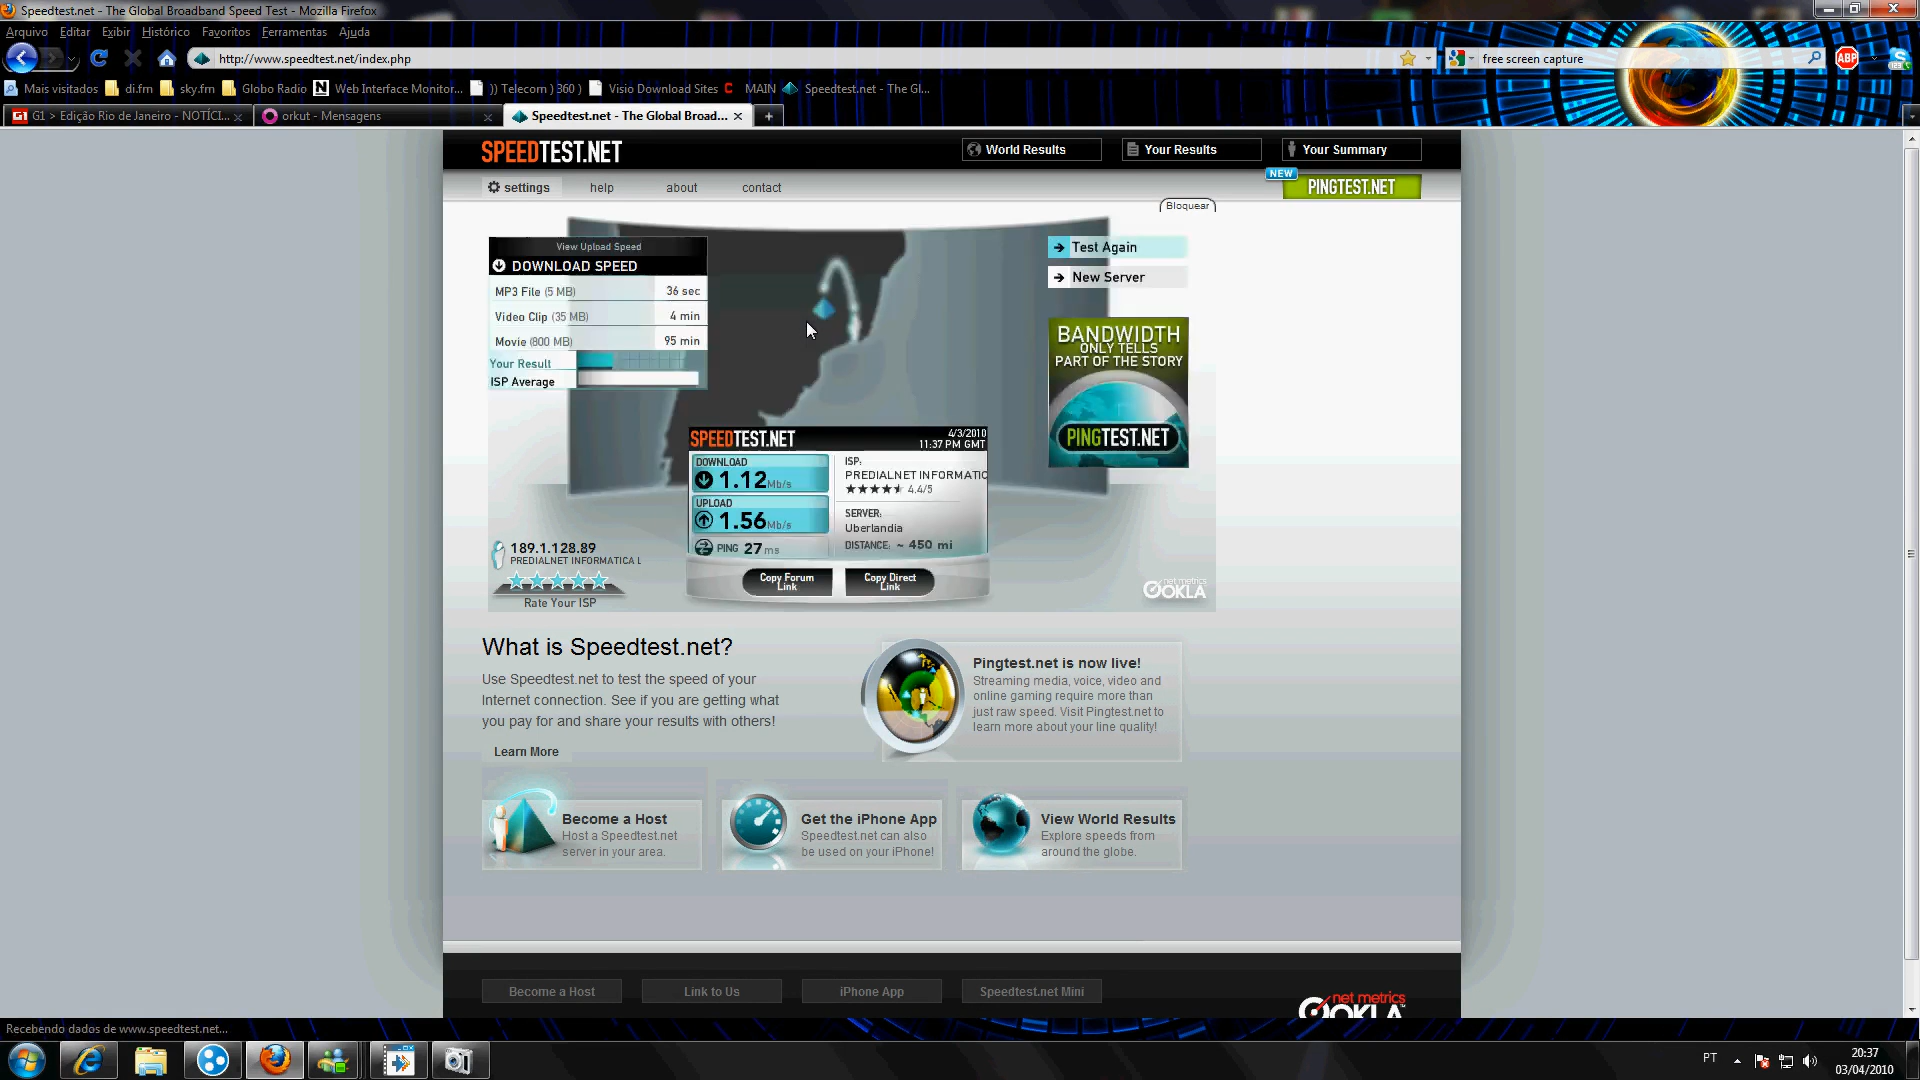 Speedtest.net - The Global Broadband Speed Test - Mozilla Firefox
Arquivo Editar Exibir Histórico Favoritos Ferramentas Ajuda
http://www.speedtest.net/index.php
free screen capture
ABP
Mais visitados di.fm sky.fm Globo Radio Web Interface Monitor... )) Telecom ) 360 ) Visio Download Sites MAIN Speedtest.net - The Gl...
G1 > Edição Rio de Janeiro - NOTÍCI... orkut - Mensagens Speedtest.net - The Global Broad...
SPEEDTEST.NET
World Results Your Results Your Summary
settings help about contact
NEW
PINGTEST.NET
Bloquear
View Upload Speed
DOWNLOAD SPEED
MP3 File (5 MB) 36 sec
Video Clip (35 MB) 4 min
Movie (800 MB) 95 min
Your Result
ISP Average
Test Again
New Server
BANDWIDTH
ONLY TELLS
PART OF THE STORY
PINGTEST.NET
SPEEDTEST.NET
4/3/2010
11:37 PM GMT
DOWNLOAD
1.12 Mb/s
UPLOAD
1.56 Mb/s
PING 27 ms
ISP:
PREDIALNET INFORMATIC
4.4/5
SERVER:
Uberlandia
DISTANCE: ~ 450 mi
Copy Forum
Link
Copy Direct
Link
189.1.128.89
PREDIALNET INFORMATICA L
Rate Your ISP
net metrics
OOKLA
What is Speedtest.net?
Use Speedtest.net to test the speed of your
Internet connection. See if you are getting what
you pay for and share your results with others!
Learn More
Pingtest.net is now live!
Streaming media, voice, video and
online gaming require more than
just raw speed. Visit Pingtest.net to
learn more about your line quality!
Become a Host
Host a Speedtest.net
server in your area.
Get the iPhone App
Speedtest.net can also
be used on your iPhone!
View World Results
Explore speeds from
around the globe.
Become a Host Link to Us iPhone App Speedtest.net Mini
net metrics
OOKLA
Recebendo dados de www.speedtest.net...
PT
20:37
03/04/2010